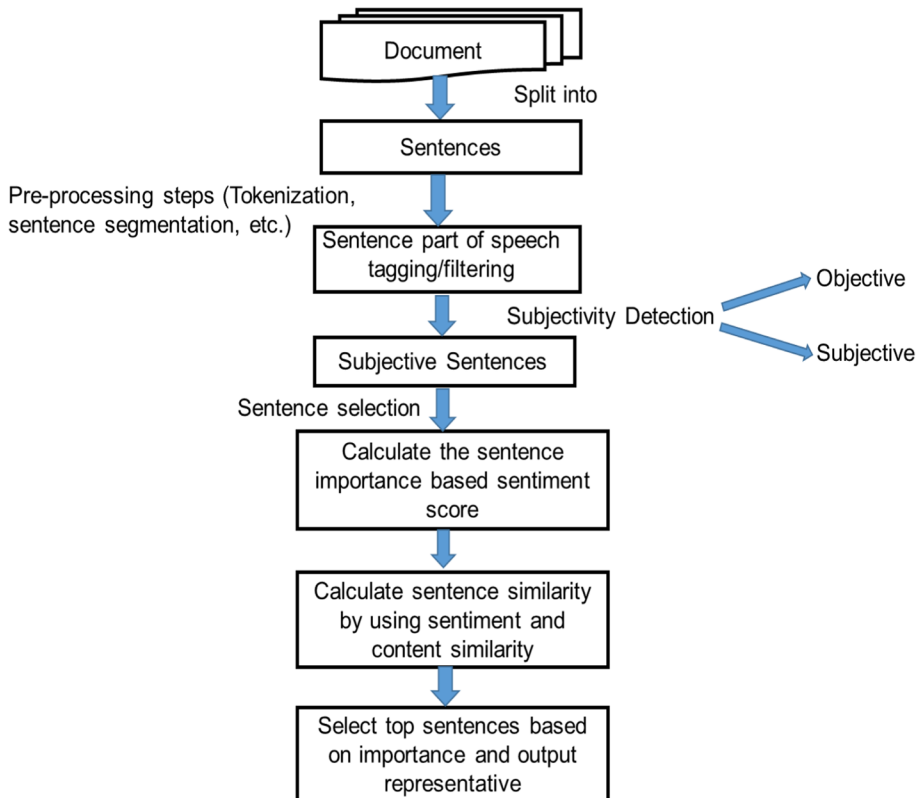 Document
Split into
Sentences
Pre-processing steps (Tokenization,
sentence segmentation, etc.)
Sentence part of speech
tagging/filtering
Objective
Subjectivity Detection
Subjective
Subjective Sentences
Sentence selection
Calculate the sentence
importance based sentiment
score
Calculate sentence similarity
by using sentiment and
content similarity
Select top sentences based
on importance and output
representative